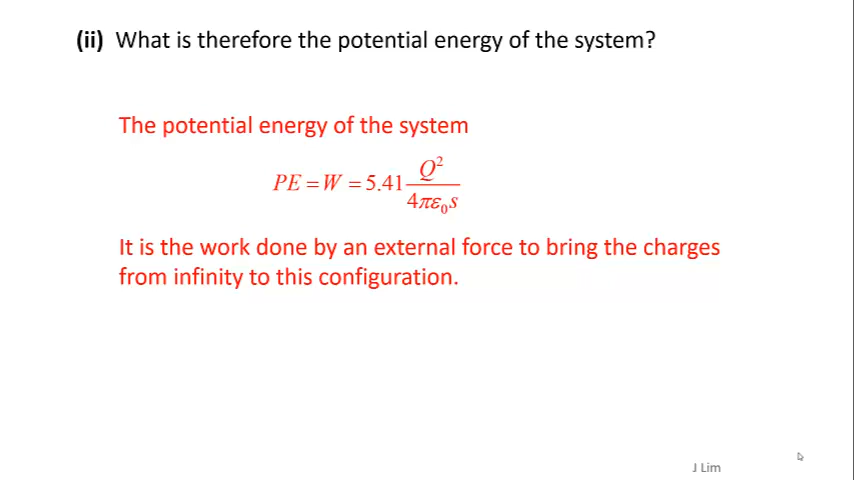 (ii) What is therefore the potential energy of the system?
The potential energy of the system
PE = W = 5.41 Q²/4πε₀s
It is the work done by an external force to bring the charges
from infinity to this configuration.
J Lim